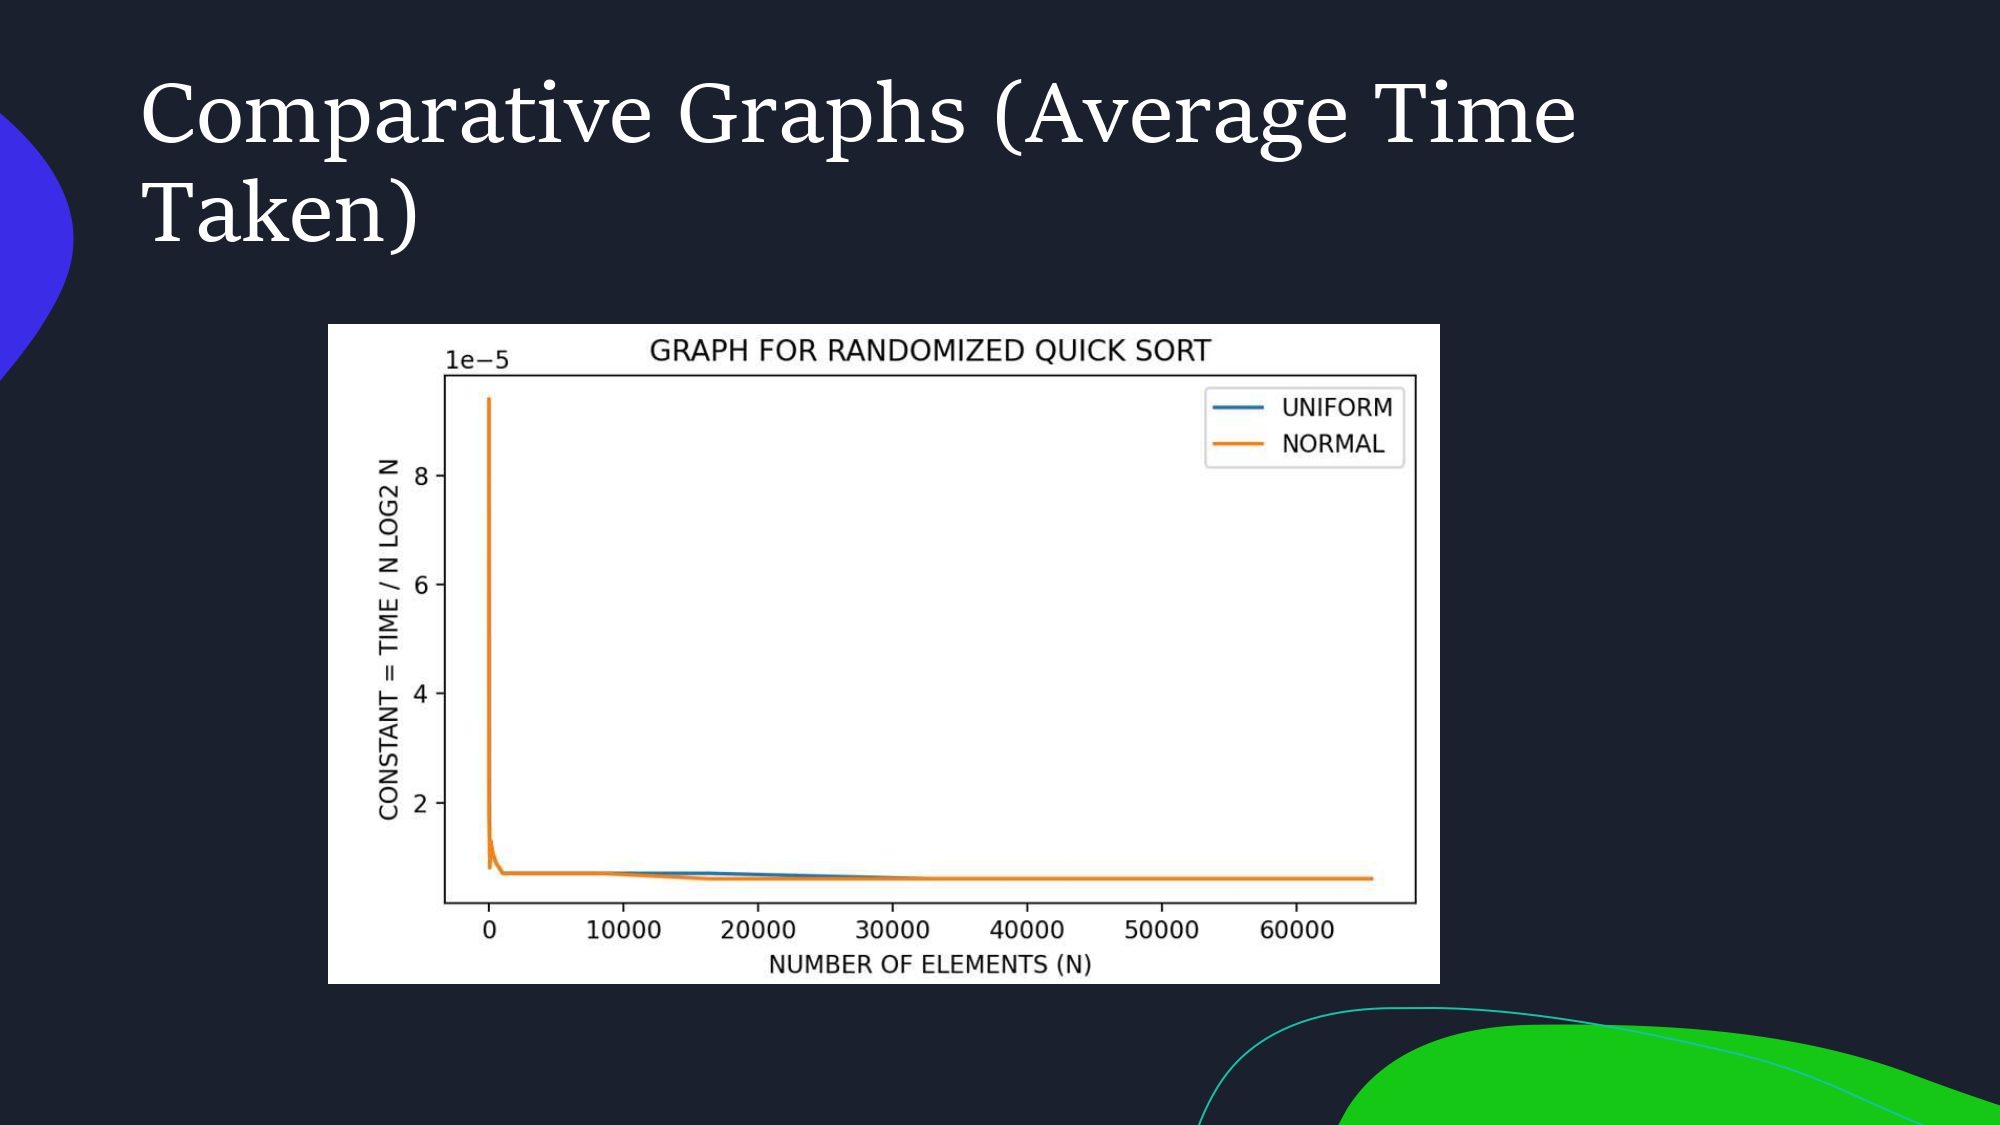 Comparative Graphs (Average Time
Taken)
GRAPH FOR RANDOMIZED QUICK SORT
1e−5
UNIFORM
NORMAL
CONSTANT = TIME / N LOG2 N
8
6
4
2
0 10000 20000 30000 40000 50000 60000
NUMBER OF ELEMENTS (N)